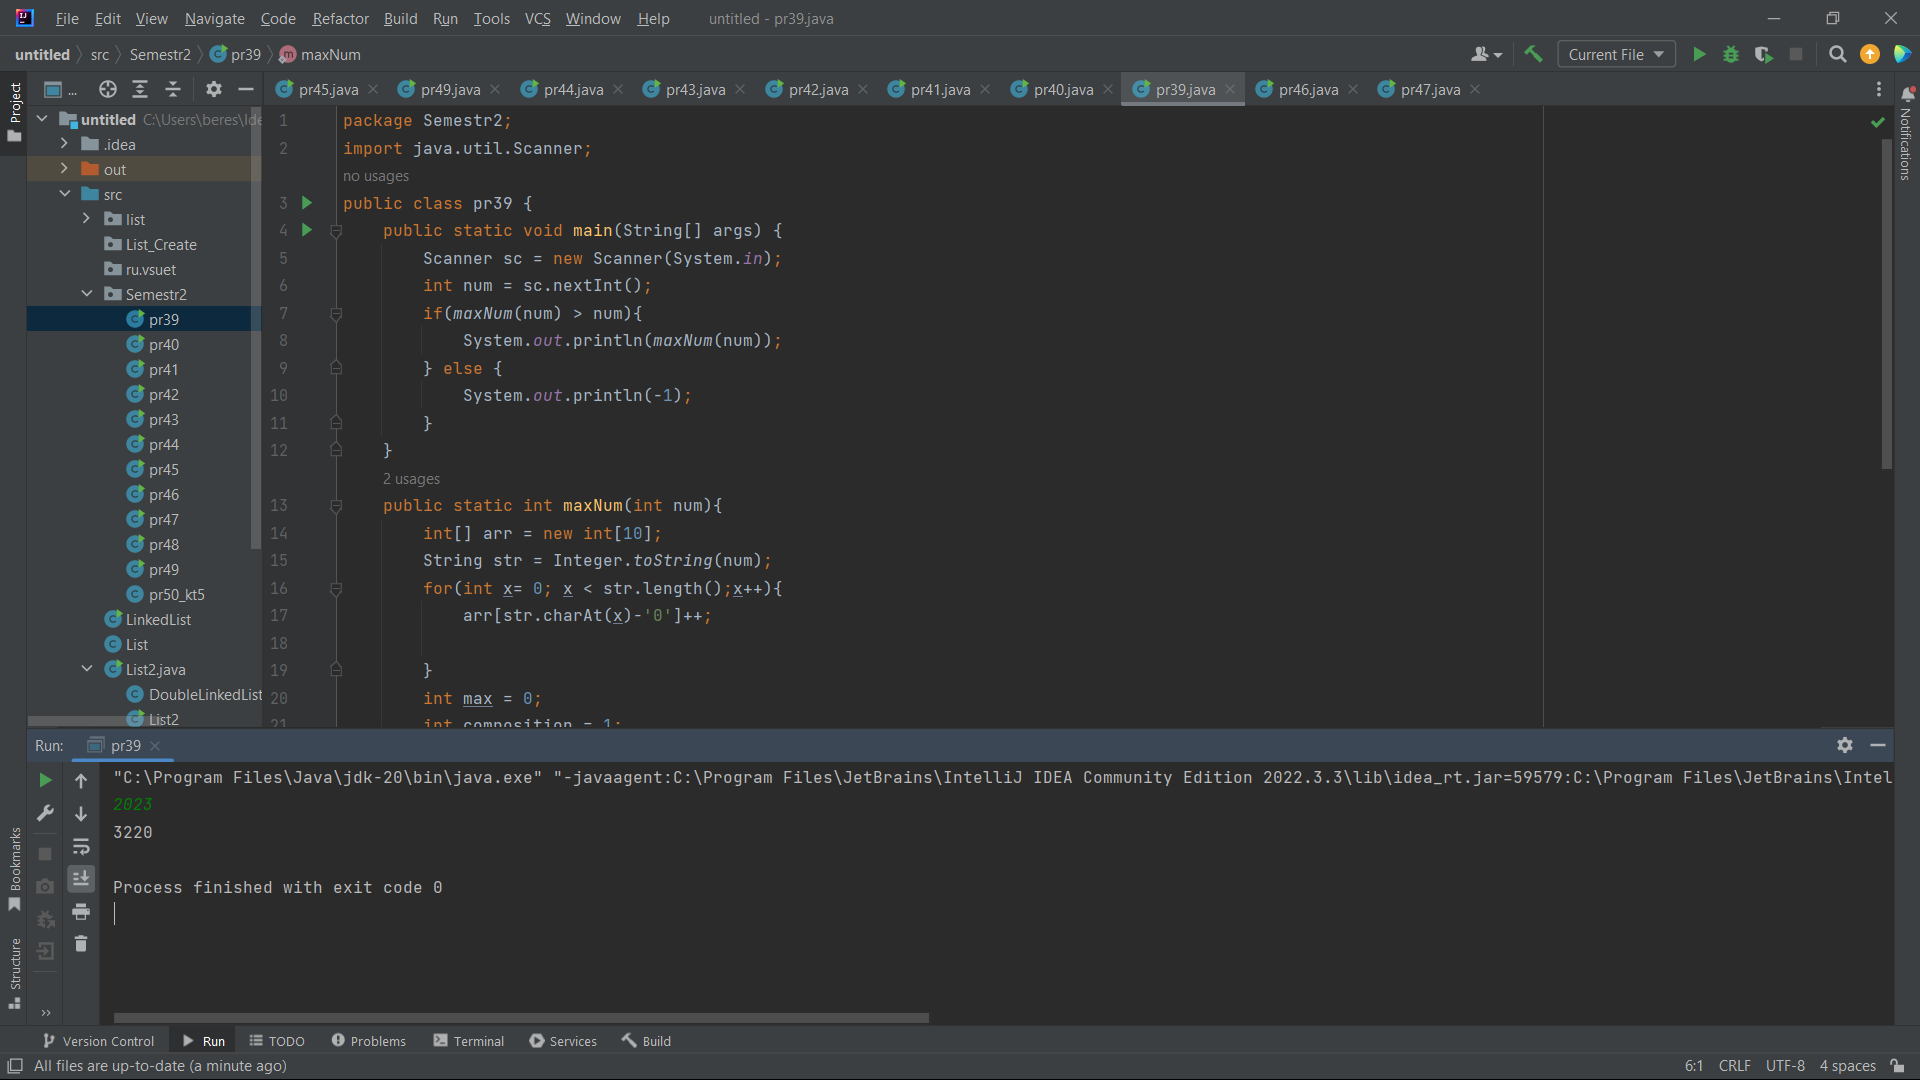 File Edit View Navigate Code Refactor Build Run Tools VCS Window Help untitled - pr39.java
untitled src Semestr2 pr39 maxNum Current File
Project ... pr45.java pr49.java pr44.java pr43.java pr42.java pr41.java pr40.java pr39.java pr46.java pr47.java
Notifications
untitled C:\Users\beres\Ide
.idea
out
src
list
List_Create
ru.vsuet
Semestr2
pr39
pr40
pr41
pr42
pr43
pr44
pr45
pr46
pr47
pr48
pr49
pr50_kt5
LinkedList
List
List2.java
DoubleLinkedList
List2
1 package Semestr2;
2 import java.util.Scanner;
no usages
3 public class pr39 {
4 public static void main(String[] args) {
5 Scanner sc = new Scanner(System.in);
6 int num = sc.nextInt();
7 if(maxNum(num) > num){
8 System.out.println(maxNum(num));
9 } else {
10 System.out.println(-1);
11 }
12 }
2 usages
13 public static int maxNum(int num){
14 int[] arr = new int[10];
15 String str = Integer.toString(num);
16 for(int x= 0; x < str.length();x++){
17 arr[str.charAt(x)-'0']++;
18
19 }
20 int max = 0;
21 int composition = 1;
Run: pr39
"C:\Program Files\Java\jdk-20\bin\java.exe" "-javaagent:C:\Program Files\JetBrains\IntelliJ IDEA Community Edition 2022.3.3\lib\idea_rt.jar=59579:C:\Program Files\JetBrains\Intel
2023
3220
Process finished with exit code 0
Bookmarks
Structure
Version Control Run TODO Problems Terminal Services Build
All files are up-to-date (a minute ago) 6:1 CRLF UTF-8 4 spaces